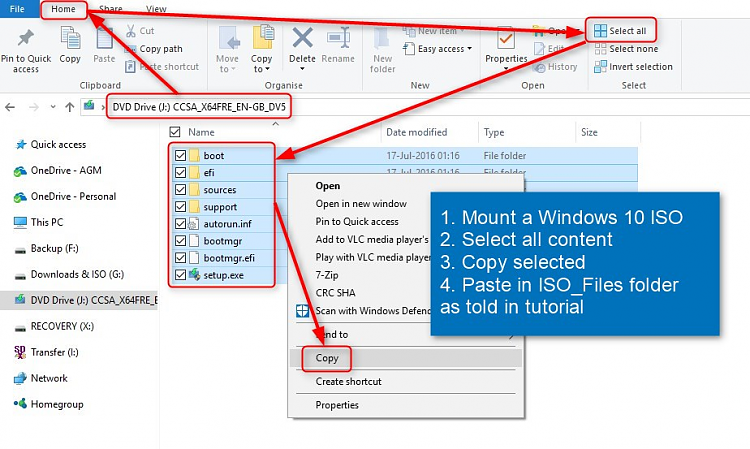 File Home Share View
Pin to Quick access
Copy
Paste
Cut
Copy path
Paste shortcut
Clipboard
Move to
Copy to
Delete
Rename
Organise
New folder
New item
Easy access
New
Properties
Open
Edit
History
Open
Select all
Select none
Invert selection
Select
DVD Drive (J:) CCSA_X64FRE_EN-GB_DV5
Name Date modified Type Size
Quick access
OneDrive - AGM
OneDrive - Personal
This PC
Backup (F:)
Downloads & ISO (G:)
DVD Drive (J:) CCSA_X64FRE_E
RECOVERY (X:)
Transfer (I:)
Network
Homegroup
boot 17-Jul-2016 01:16 File folder
efi 17-Jul-2016 01:16 File folder
sources
support
autorun.inf
bootmgr
bootmgr.efi
setup.exe
Open
Open in new window
Pin to Quick access
Add to VLC media player's
Play with VLC media player
7-Zip
CRC SHA
Scan with Windows Defend
Send to
Copy
Create shortcut
Properties
1. Mount a Windows 10 ISO
2. Select all content
3. Copy selected
4. Paste in ISO_Files folder
as told in tutorial